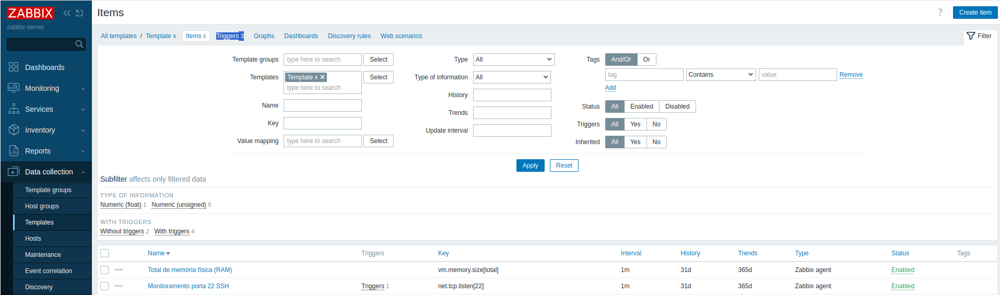 ZABBIX
zabbix-server
Dashboards
Monitoring
Services
Inventory
Reports
Data collection
Template groups
Host groups
Templates
Hosts
Maintenance
Event correlation
Discovery
Items
? Create item
All templates / Template x Items 6 Triggers 3 Graphs Dashboards Discovery rules Web scenarios Filter
Template groups type here to search Select Type All Tags And/Or Or
tag Contains value Remove
Templates Template x type here to search Select Type of information All
Add
Name History Status All Enabled Disabled
Key Trends Triggers All Yes No
Value mapping type here to search Select Update interval Inherited All Yes No
Apply Reset
Subfilter affects only filtered data
TYPE OF INFORMATION
Numeric (float) 1 Numeric (unsigned) 5
WITH TRIGGERS
Without triggers 2 With triggers 4
Name Triggers Key Interval History Trends Type Status Tags
Total de memória física (RAM) vm.memory.size[total] 1m 31d 365d Zabbix agent Enabled
Monitoramento porta 22 SSH Triggers 1 net.tcp.listen[22] 1m 31d 365d Zabbix agent Enabled